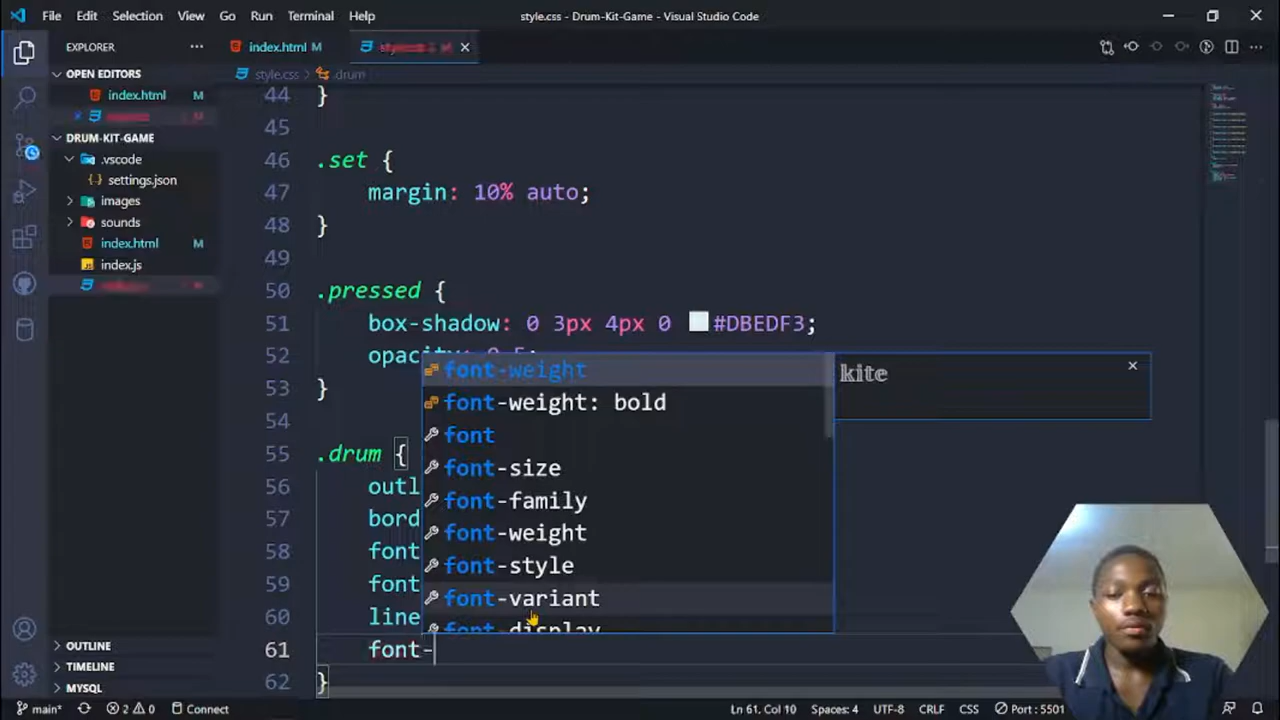 File Edit Selection View Go Run Terminal Help
style.css - Drum-Kit-Game - Visual Studio Code
EXPLORER
index.html M
M
OPEN EDITORS
index.html M
M
DRUM-KIT-GAME
.vscode
settings.json
images
sounds
index.html M
index.js
OUTLINE
TIMELINE
MYSQL
style.css > .drum
44 }
45
46 .set {
47 margin: 10% auto;
48 }
49
50 .pressed {
51 box-shadow: 0 3px 4px 0 #DBEDF3;
52 opacity: 0.5;
53 }
54
55 .drum {
56 outl
57 bord
58 font
59 font
60 line
61 font-
62 }
font-weight
font-weight: bold
font
font-size
font-family
font-weight
font-style
font-variant
font-display
kite
main* 2 0 Connect
Ln 61, Col 10 Spaces: 4 UTF-8 CRLF CSS Port : 5501